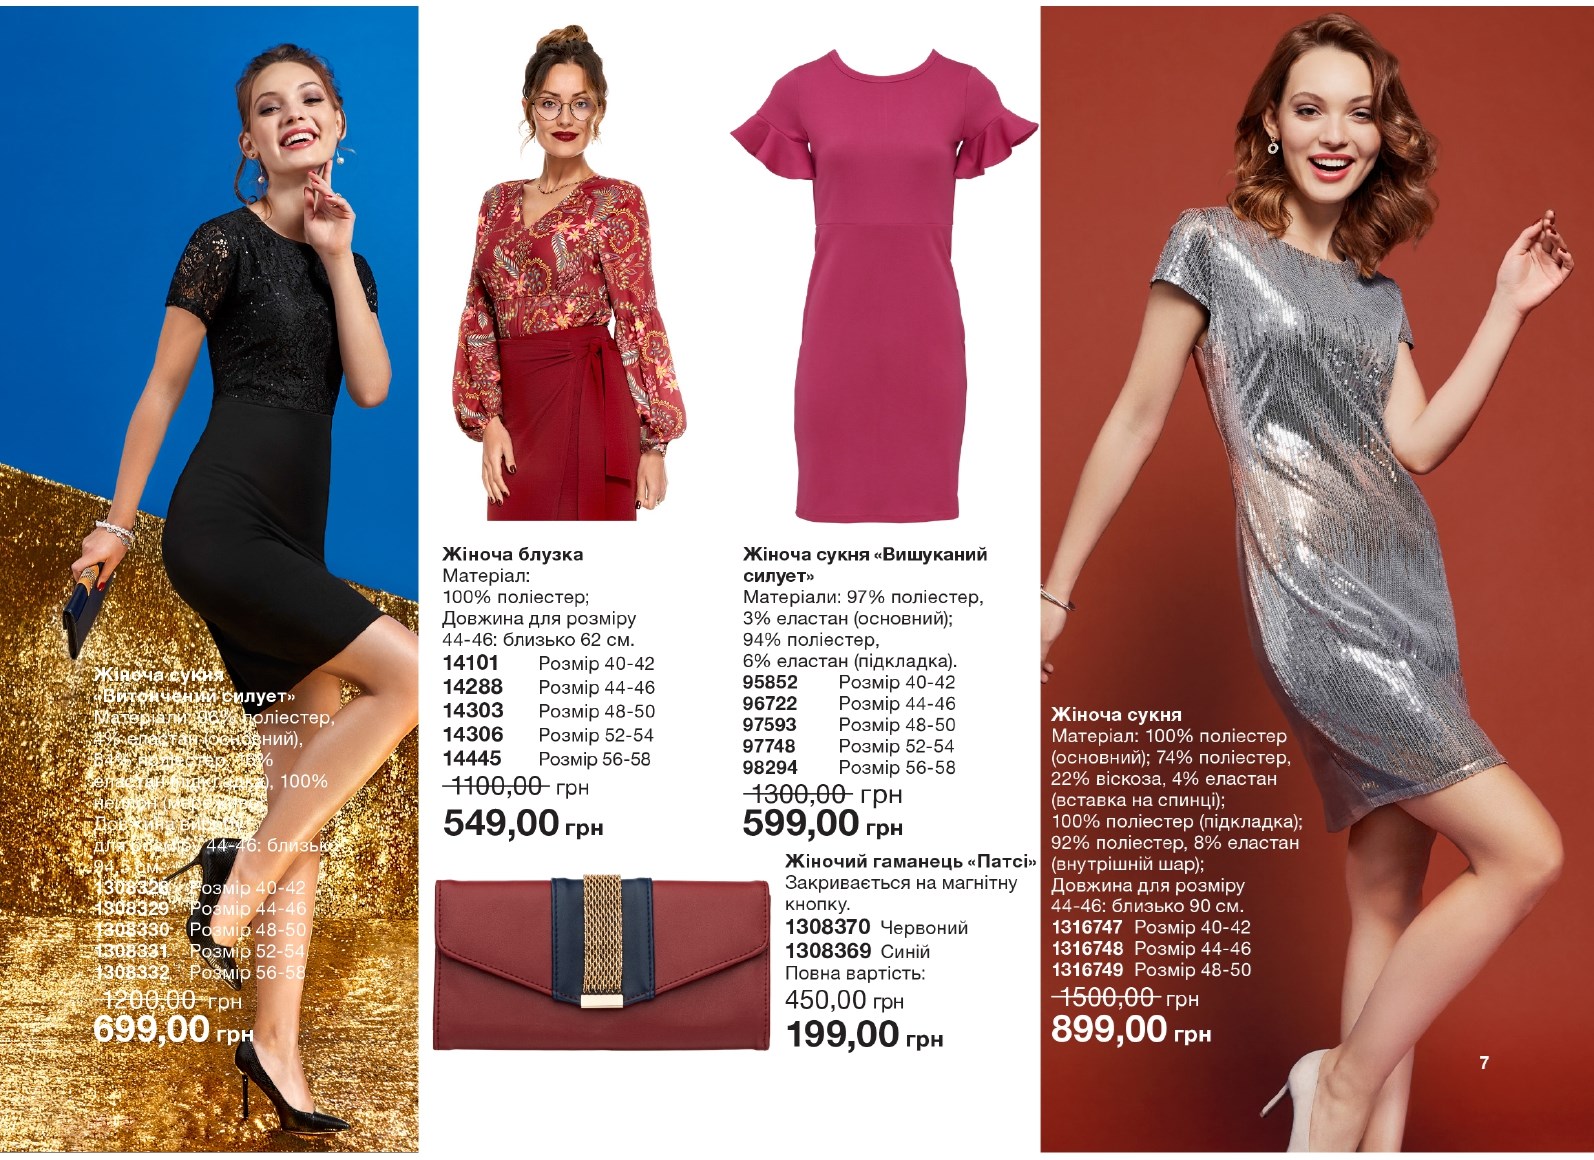 Жіноча сукня
«Витончений силует»
Матеріали: 96% поліестер,
4% еластан (основний),
поліестер,
еластан (підкладка), 100%
нейлон (мереживо).
Довжина виробу
для розміру 44-46: близько
см.
1308328 Розмір 40-42
1308329 Розмір 44-46
1308330 Розмір 48-50
1308331 Розмір 52-54
1308332 Розмір 56-58
1200,00 грн
699,00 грн
Жіноча блузка
Матеріал:
100% поліестер;
Довжина для розміру
44-46: близько 62 см.
14101 Розмір 40-42
14288 Розмір 44-46
14303 Розмір 48-50
14306 Розмір 52-54
14445 Розмір 56-58
1100,00 грн
549,00 грн
Жіноча сукня «Вишуканий
силует»
Матеріали: 97% поліестер,
3% еластан (основний);
94% поліестер,
6% еластан (підкладка).
95852 Розмір 40-42
96722 Розмір 44-46
97593 Розмір 48-50
97748 Розмір 52-54
98294 Розмір 56-58
1300,00 грн
599,00 грн
Жіночий гаманець «Патсі»
Закривається на магнітну
кнопку.
1308370 Червоний
1308369 Синій
Повна вартість:
450,00 грн
199,00 грн
Жіноча сукня
Матеріал: 100% поліестер
(основний); 74% поліестер,
22% віскоза, 4% еластан
(вставка на спинці);
100% поліестер (підкладка);
92% поліестер, 8% еластан
(внутрішній шар);
Довжина для розміру
44-46: близько 90 см.
1316747 Розмір 40-42
1316748 Розмір 44-46
1316749 Розмір 48-50
1500,00 грн
899,00 грн
7